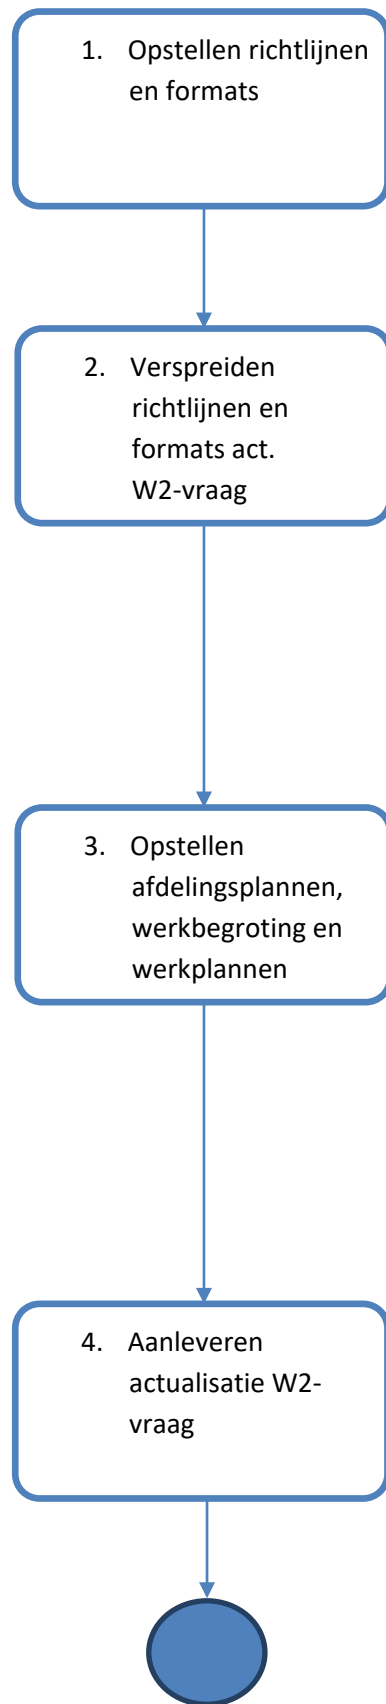 1. Opstellen richtlijnen
en formats
2. Verspreiden
richtlijnen en
formats act.
W2-vraag
3. Opstellen
afdelingsplannen,
werkbegroting en
werkplannen
4. Aanleveren
actualisatie W2-
vraag